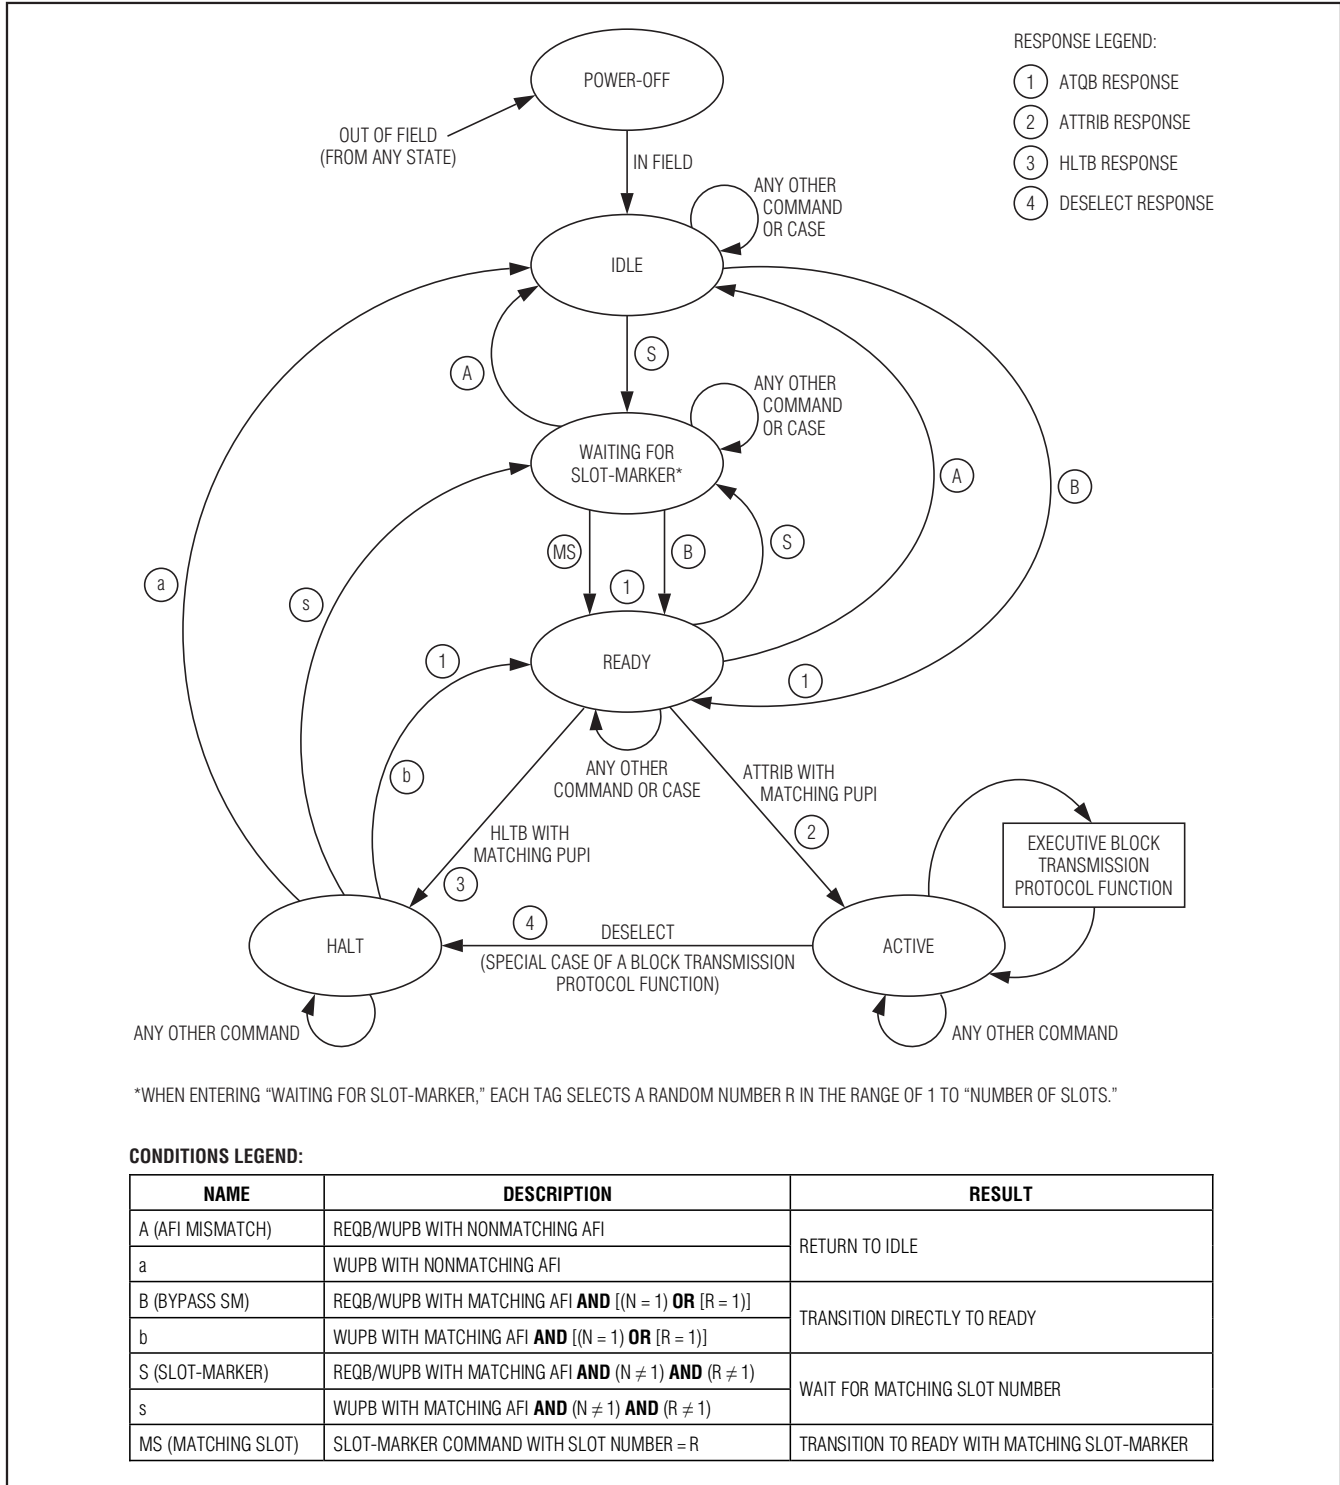 RESPONSE LEGEND:
1 ATQB RESPONSE
2 ATTRIB RESPONSE
3 HLTB RESPONSE
4 DESELECT RESPONSE
POWER-OFF
OUT OF FIELD
(FROM ANY STATE)
IN FIELD
ANY OTHER
COMMAND
OR CASE
IDLE
S
A
ANY OTHER
COMMAND
OR CASE
WAITING FOR
SLOT-MARKER*
A
B
MS
B
S
1
a
s
1
READY
1
b
ANY OTHER
COMMAND OR CASE
ATTRIB WITH
MATCHING PUPI
2
HLTB WITH
MATCHING PUPI
3
EXECUTIVE BLOCK
TRANSMISSION
PROTOCOL FUNCTION
HALT
4
DESELECT
(SPECIAL CASE OF A BLOCK TRANSMISSION
PROTOCOL FUNCTION)
ACTIVE
ANY OTHER COMMAND
ANY OTHER COMMAND
*WHEN ENTERING “WAITING FOR SLOT-MARKER,” EACH TAG SELECTS A RANDOM NUMBER R IN THE RANGE OF 1 TO “NUMBER OF SLOTS.”
CONDITIONS LEGEND:
NAME DESCRIPTION RESULT
A (AFI MISMATCH) REQB/WUPB WITH NONMATCHING AFI RETURN TO IDLE
a WUPB WITH NONMATCHING AFI
B (BYPASS SM) REQB/WUPB WITH MATCHING AFI AND [(N = 1) OR [R = 1)] TRANSITION DIRECTLY TO READY
b WUPB WITH MATCHING AFI AND [(N = 1) OR [R = 1)]
S (SLOT-MARKER) REQB/WUPB WITH MATCHING AFI AND (N ≠ 1) AND (R ≠ 1) WAIT FOR MATCHING SLOT NUMBER
s WUPB WITH MATCHING AFI AND (N ≠ 1) AND (R ≠ 1)
MS (MATCHING SLOT) SLOT-MARKER COMMAND WITH SLOT NUMBER = R TRANSITION TO READY WITH MATCHING SLOT-MARKER